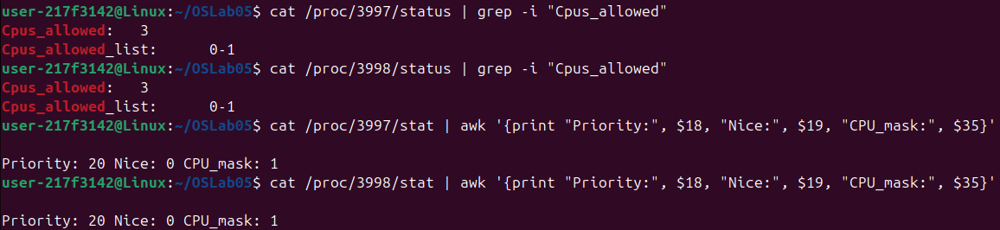 user-217f3142@Linux:~/OSLab05$ cat /proc/3997/status | grep -i "Cpus_allowed"
Cpus_allowed:   3
Cpus_allowed_list:      0-1
user-217f3142@Linux:~/OSLab05$ cat /proc/3998/status | grep -i "Cpus_allowed"
Cpus_allowed:   3
Cpus_allowed_list:      0-1
user-217f3142@Linux:~/OSLab05$ cat /proc/3997/stat | awk '{print "Priority:", $18, "Nice:", $19, "CPU_mask:", $35}'
Priority: 20 Nice: 0 CPU_mask: 1
user-217f3142@Linux:~/OSLab05$ cat /proc/3998/stat | awk '{print "Priority:", $18, "Nice:", $19, "CPU_mask:", $35}'
Priority: 20 Nice: 0 CPU_mask: 1